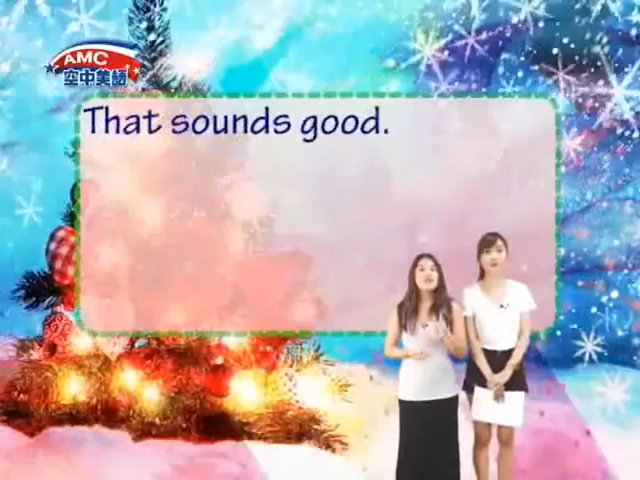 AMC
空中美語
That sounds good.